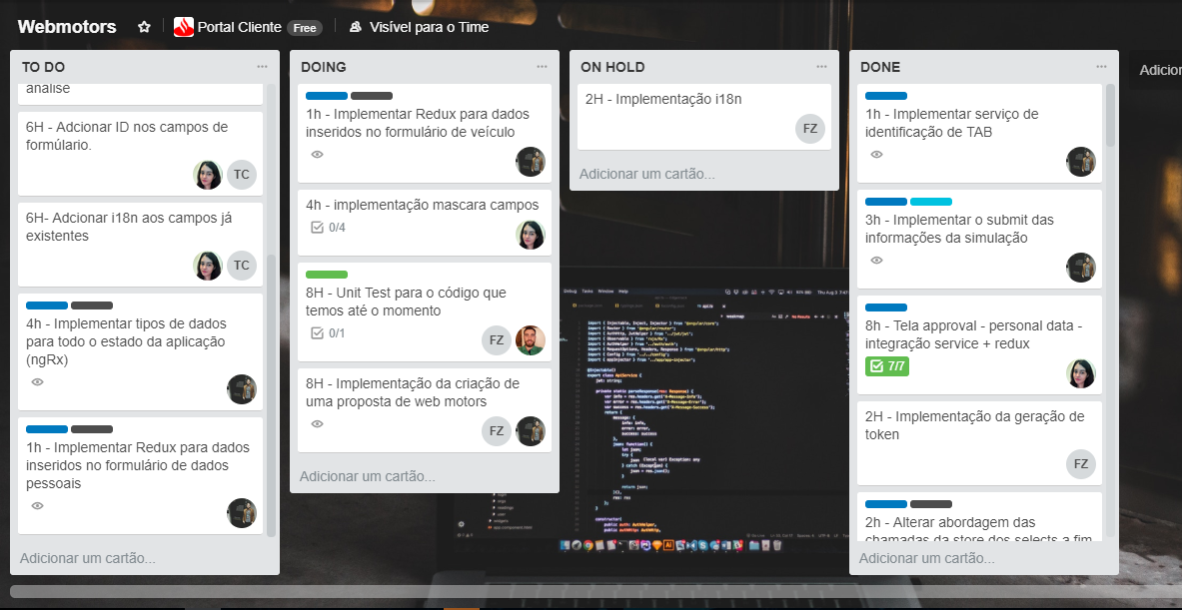 Webmotors
Portal Cliente Free
Visível para o Time
TO DO
análise
6H - Adcionar ID nos campos de
formúlario.
TC
6H- Adcionar i18n aos campos já
existentes
TC
4h - Implementar tipos de dados
para todo o estado da aplicação
(ngRx)
1h - Implementar Redux para dados
inseridos no formulário de dados
pessoais
Adicionar um cartão...
DOING
1h - Implementar Redux para dados
inseridos no formulário de veículo
4h - implementação mascara campos
0/4
8H - Unit Test para o código que
temos até o momento
0/1
FZ
8H - Implementação da criação de
uma proposta de web motors
FZ
Adicionar um cartão...
ON HOLD
2H - Implementação i18n
FZ
Adicionar um cartão...
DONE
1h - Implementar serviço de
identificação de TAB
3h - Implementar o submit das
informações da simulação
8h - Tela approval - personal data -
integração service + redux
7/7
2H - Implementação da geração de
token
FZ
2h - Alterar abordagem das
chamadas da store dos selects a fim
Adicionar um cartão...
Adicior